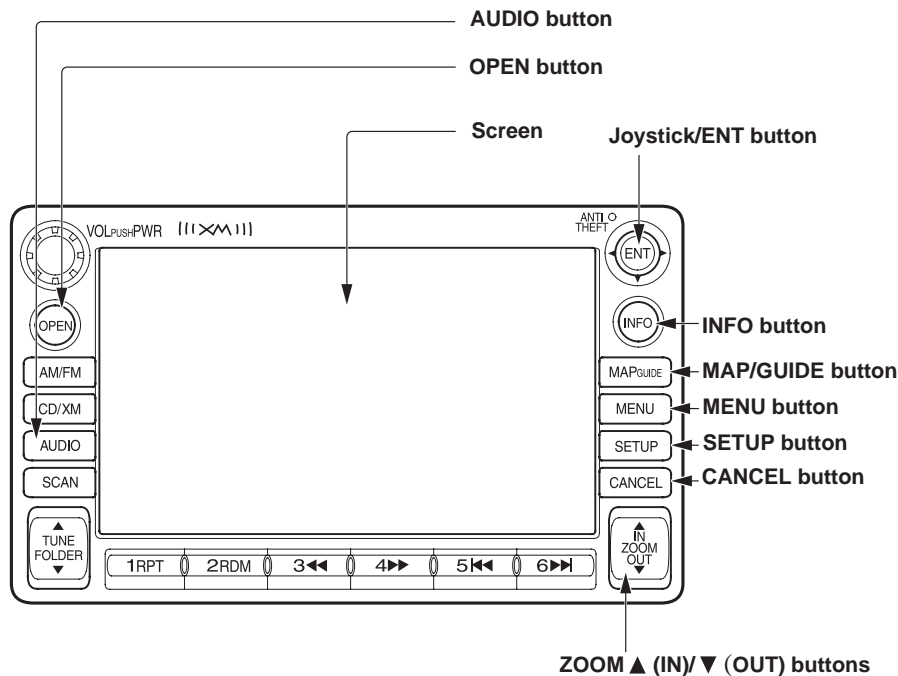 AUDIO button
OPEN button
Screen
Joystick/ENT button
VOLPUSHPWR
XM
ANTI
THEFT
ENT
OPEN
INFO
INFO button
AM/FM
MAPGUIDE
MAP/GUIDE button
CD/XM
MENU
MENU button
AUDIO
SETUP
SETUP button
SCAN
CANCEL
CANCEL button
▲
TUNE
FOLDER
▼
1RPT
2RDM
3◀◀
4▶▶
5|◀◀
6▶▶|
▲
IN
ZOOM
OUT
▼
ZOOM ▲ (IN)/ ▼ (OUT) buttons